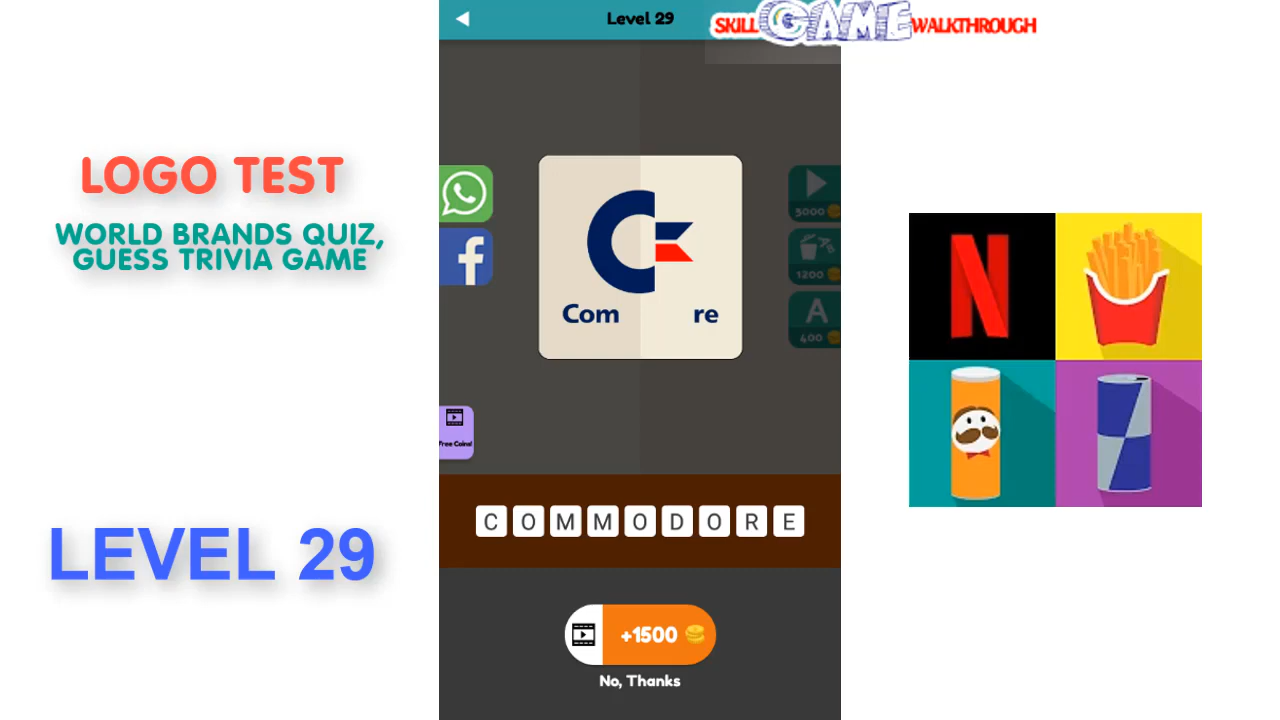 LOGO TEST
WORLD BRANDS QUIZ,
GUESS TRIVIA GAME
LEVEL 29
Level 29
SKILL GAME WALKTHROUGH
3000
1200
A
400
Com re
Free Coins!
C O M M O D O R E
+1500
No, Thanks